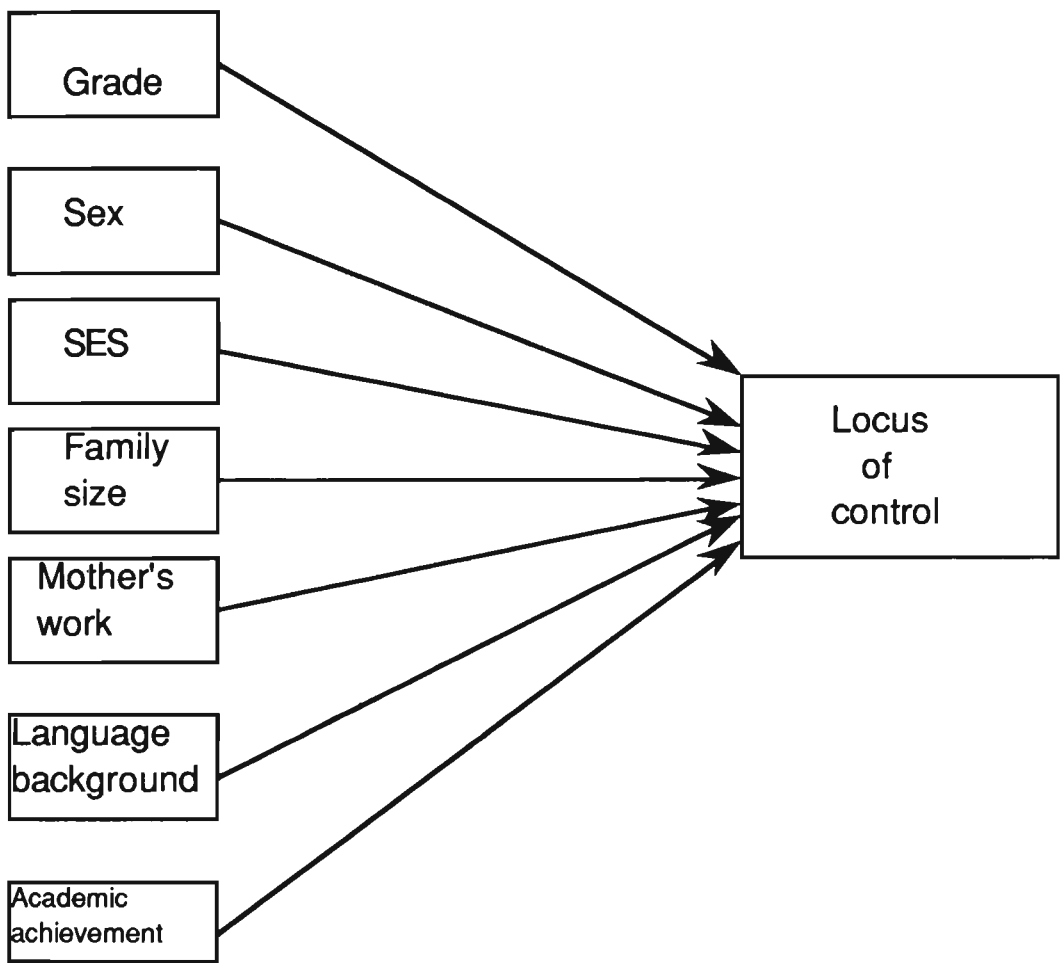 Grade
Sex
SES
Family
size
Mother's
work
Language
background
Academic
achievement
Locus
of
control